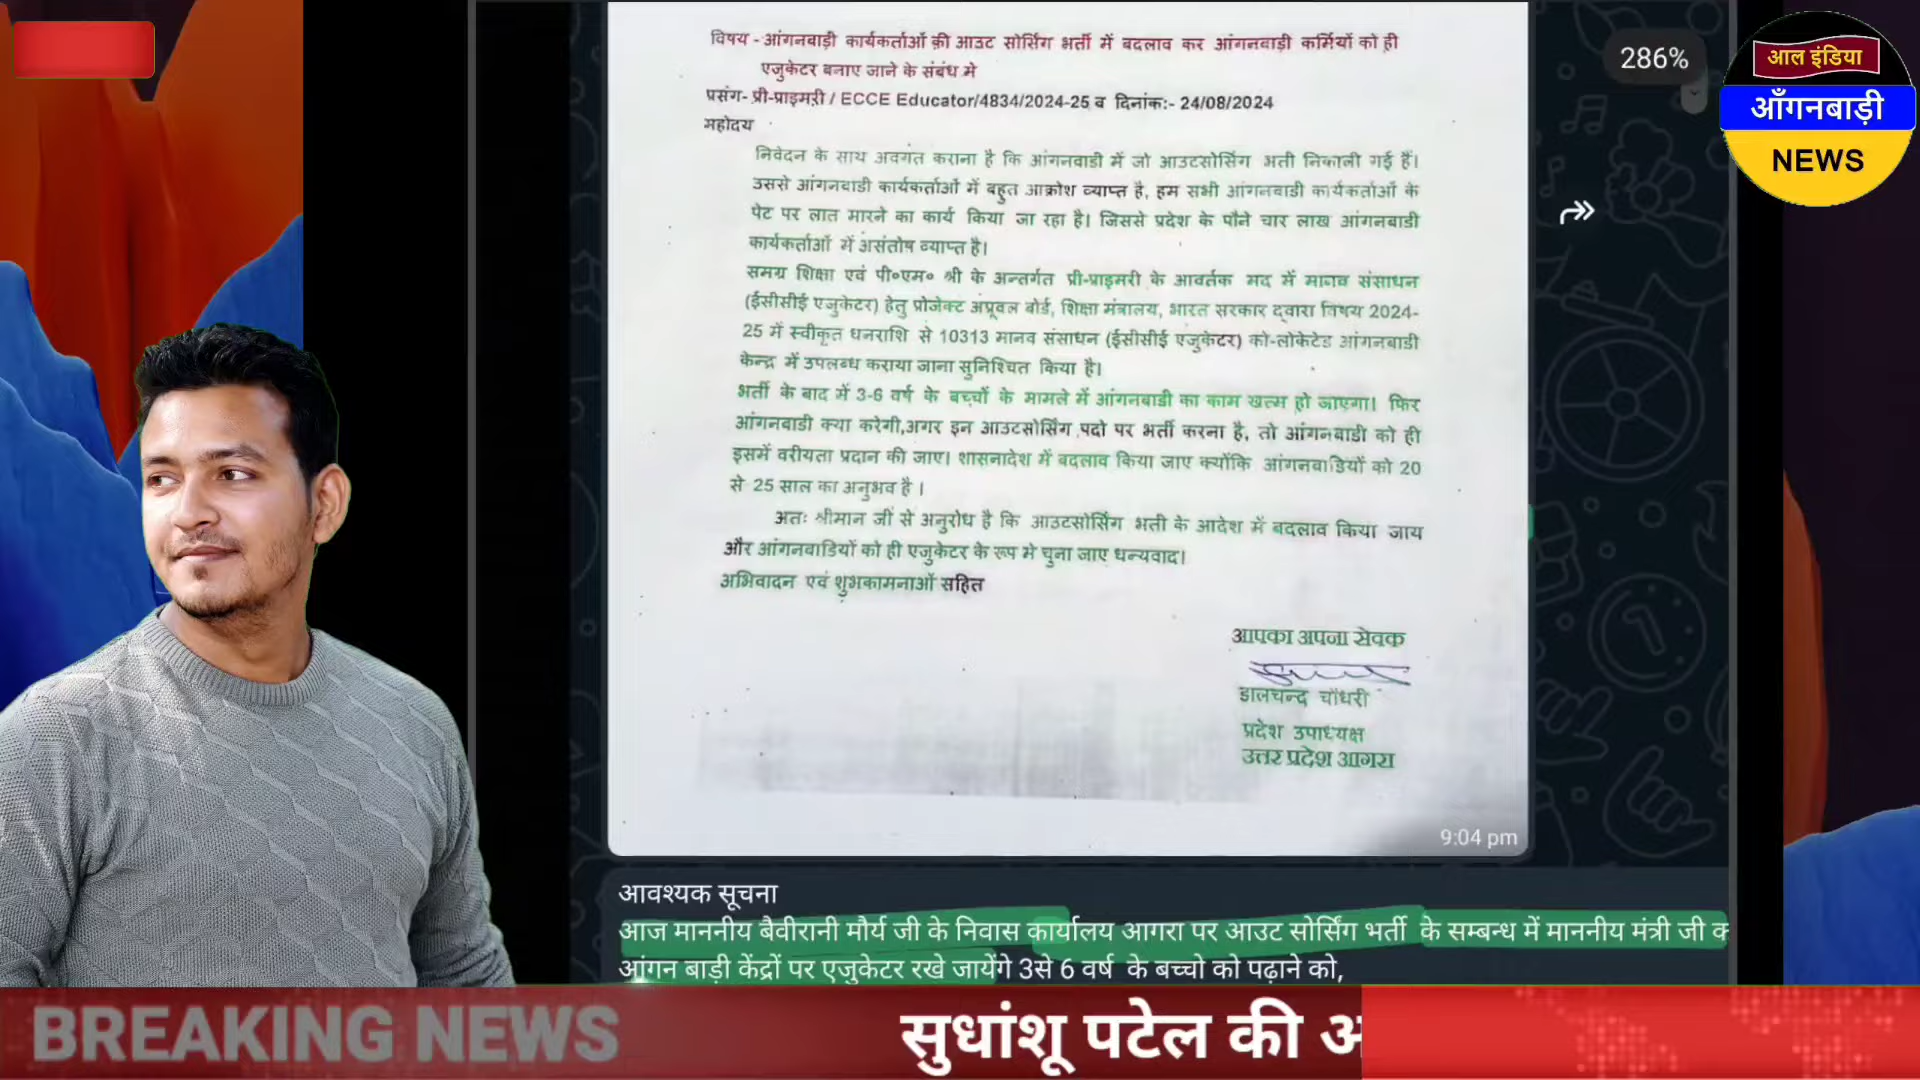 विषय - आंगनबाड़ी कार्यकर्ताओं की आउट सोर्सिंग भर्ती में बदलाव कर आंगनबाड़ी कर्मियों को ही
एजुकेटर बनाए जाने के संबंध मे
प्रसंग- प्री-प्राइमरी / ECCE Educator/4834/2024-25 व दिनांक:- 24/08/2024
महोदय
निवेदन के साथ अवगत कराना है कि आंगनवाडी में जो आउटसोर्सिंग भर्ती निकाली गई हैं।
उससे आंगनवाडी कार्यकर्ताओं में बहुत आक्रोश व्याप्त है, हम सभी आंगनवाडी कार्यकर्ताओं के
पेट पर लात मारने का कार्य किया जा रहा है। जिससे प्रदेश के पौने चार लाख आंगनबाडी
कार्यकर्ताओं में असंतोष व्याप्त है।
समग्र शिक्षा एवं पी०एम० श्री के अन्तर्गत प्री-प्राइमरी के आवर्तक मद में मानव संसाधन
(ईसीसीई एजुकेटर) हेतु प्रोजेक्ट अप्रूवल बोर्ड, शिक्षा मंत्रालय, भारत सरकार द्वारा विषय 2024-
25 में स्वीकृत धनराशि से 10313 मानव संसाधन (ईसीसीई एजुकेटर) को-लोकेटेड आंगनबाडी
केन्द्र में उपलब्ध कराया जाना सुनिश्चित किया है।
भर्ती के बाद में 3-6 वर्ष के बच्चों के मामले में आंगनबाडी का काम खत्म हो जाएगा। फिर
आंगनबाडी क्या करेगी,अगर इन आउटसोर्सिंग पदो पर भर्ती करना है, तो आंगनबाडी को ही
इसमें वरीयता प्रदान की जाए। शासनादेश में बदलाव किया जाए क्योंकि आंगनबाडियों को 20
से 25 साल का अनुभव है ।
अतः श्रीमान जी से अनुरोध है कि आउटसोर्सिंग भर्ती के आदेश में बदलाव किया जाय
और आंगनबाडियों को ही एजुकेटर के रूप मे चुना जाए धन्यवाद।
अभिवादन एवं शुभकामनाओं सहित
आपका अपना सेवक
डालचन्द चौधरी
प्रदेश उपाध्यक्ष
उत्तर प्रदेश आगरा
9:04 pm
286%
आल इंडिया
आँगनबाड़ी
NEWS
आवश्यक सूचना
आज माननीय बैवीरानी मौर्य जी के निवास कार्यालय आगरा पर आउट सोर्सिंग भर्ती के सम्बन्ध में माननीय मंत्री जी क
आंगन बाड़ी केंद्रों पर एजुकेटर रखे जायेंगे 3से 6 वर्ष के बच्चो को पढ़ाने को,
BREAKING NEWS
सुधांशू पटेल की अ